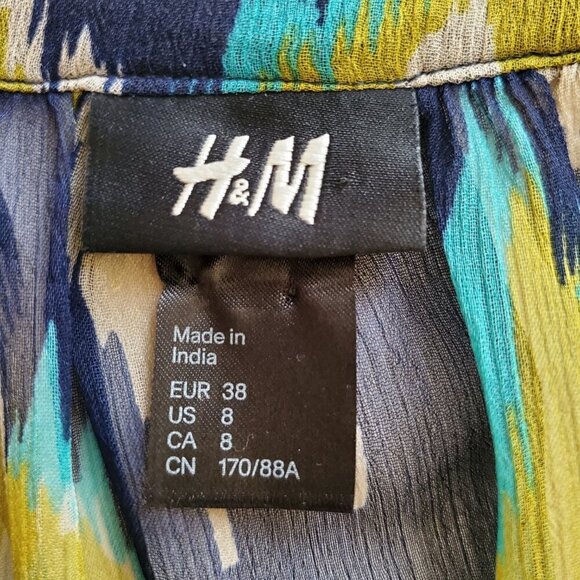 H&M
Made in
India
EUR 38
US 8
CA 8
CN 170/88A